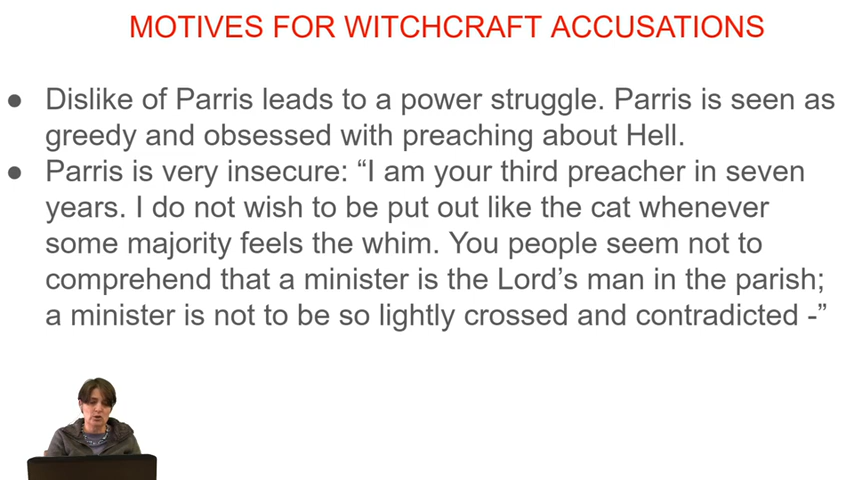 MOTIVES FOR WITCHCRAFT ACCUSATIONS
● Dislike of Parris leads to a power struggle. Parris is seen as
greedy and obsessed with preaching about Hell.
● Parris is very insecure: “I am your third preacher in seven
years. I do not wish to be put out like the cat whenever
some majority feels the whim. You people seem not to
comprehend that a minister is the Lord’s man in the parish;
a minister is not to be so lightly crossed and contradicted -”